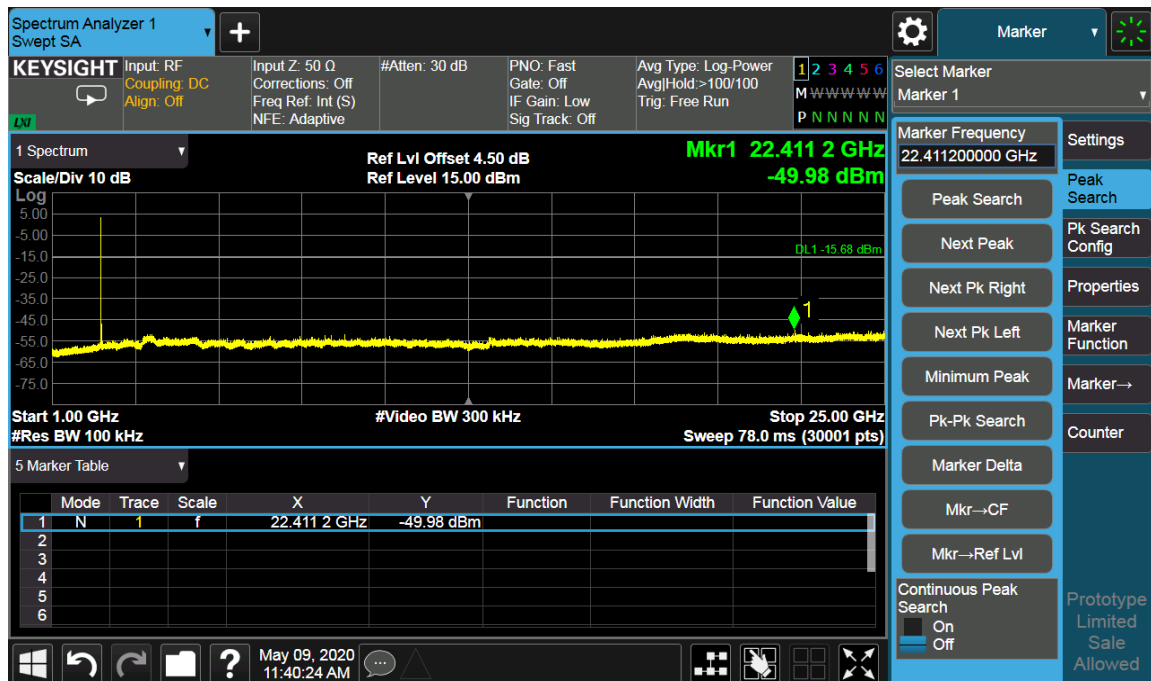 Spectrum Analyzer 1
Swept SA
Marker
KEYSIGHT
Input: RF
Coupling: DC
Align: Off
Input Z: 50 Ω
Corrections: Off
Freq Ref: Int (S)
NFE: Adaptive
#Atten: 30 dB
PNO: Fast
Gate: Off
IF Gain: Low
Sig Track: Off
Avg Type: Log-Power
Avg|Hold:>100/100
Trig: Free Run
1 2 3 4 5 6
M W W W W W
P N N N N N
LXI
Select Marker
Marker 1
1 Spectrum
Scale/Div 10 dB
Ref Lvl Offset 4.50 dB
Ref Level 15.00 dBm
Mkr1 22.411 2 GHz
-49.98 dBm
Log
5.00
-5.00
-15.0
-25.0
-35.0
-45.0
-55.0
-65.0
-75.0
DL1 -15.68 dBm
1
Start 1.00 GHz
#Res BW 100 kHz
#Video BW 300 kHz
Stop 25.00 GHz
Sweep 78.0 ms (30001 pts)
5 Marker Table
Mode Trace Scale X Y Function Function Width Function Value
1 N 1 f 22.411 2 GHz -49.98 dBm
2
3
4
5
6
Marker Frequency
22.411200000 GHz
Peak Search
Next Peak
Next Pk Right
Next Pk Left
Minimum Peak
Pk-Pk Search
Marker Delta
Mkr→CF
Mkr→Ref Lvl
Continuous Peak
Search
On
Off
Settings
Peak
Search
Pk Search
Config
Properties
Marker
Function
Marker→
Counter
Prototype
Limited
Sale
Allowed
?
May 09, 2020
11:40:24 AM